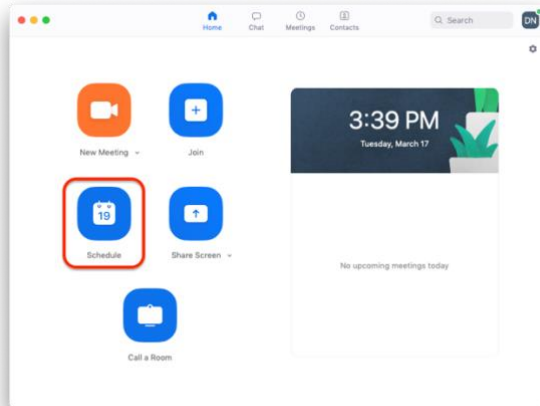 Home
Chat
Meetings
Contacts
Search
DN
New Meeting
Join
19
Schedule
Share Screen
Call a Room
3:39 PM
Tuesday, March 17
No upcoming meetings today